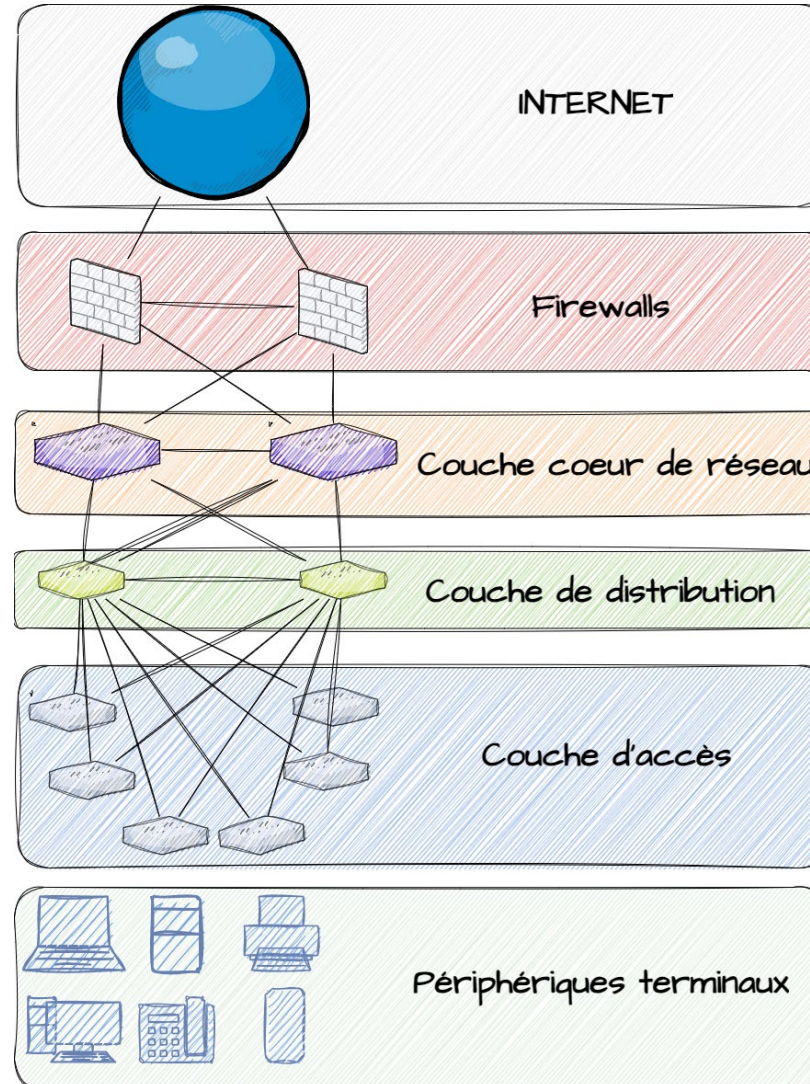 INTERNET
Firewalls
Couche coeur de réseau
Couche de distribution
Couche d'accès
Périphériques terminaux